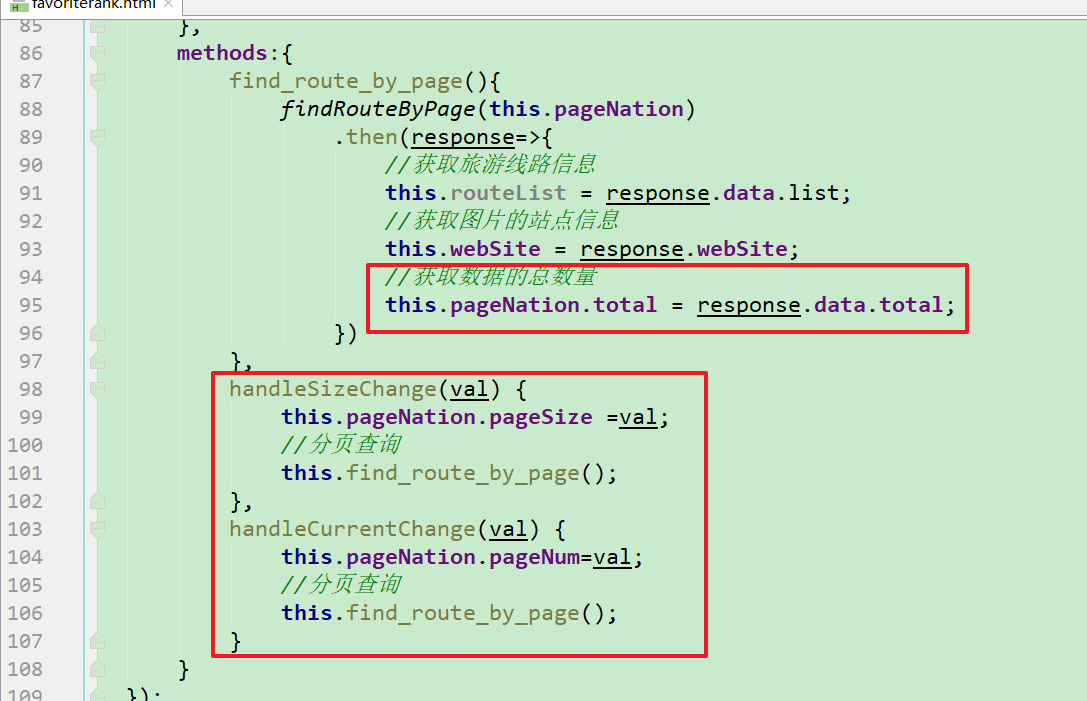 favoriterank.html
85 },
86 methods:{
87 find_route_by_page(){
88 findRouteByPage(this.pageNation)
89 .then(response=>{
90 //获取旅游线路信息
91 this.routeList = response.data.list;
92 //获取图片的站点信息
93 this.webSite = response.webSite;
94 //获取数据的总数量
95 this.pageNation.total = response.data.total;
96 })
97 },
98 handleSizeChange(val) {
99 this.pageNation.pageSize =val;
100 //分页查询
101 this.find_route_by_page();
102 },
103 handleCurrentChange(val) {
104 this.pageNation.pageNum=val;
105 //分页查询
106 this.find_route_by_page();
107 }
108 }
109 });